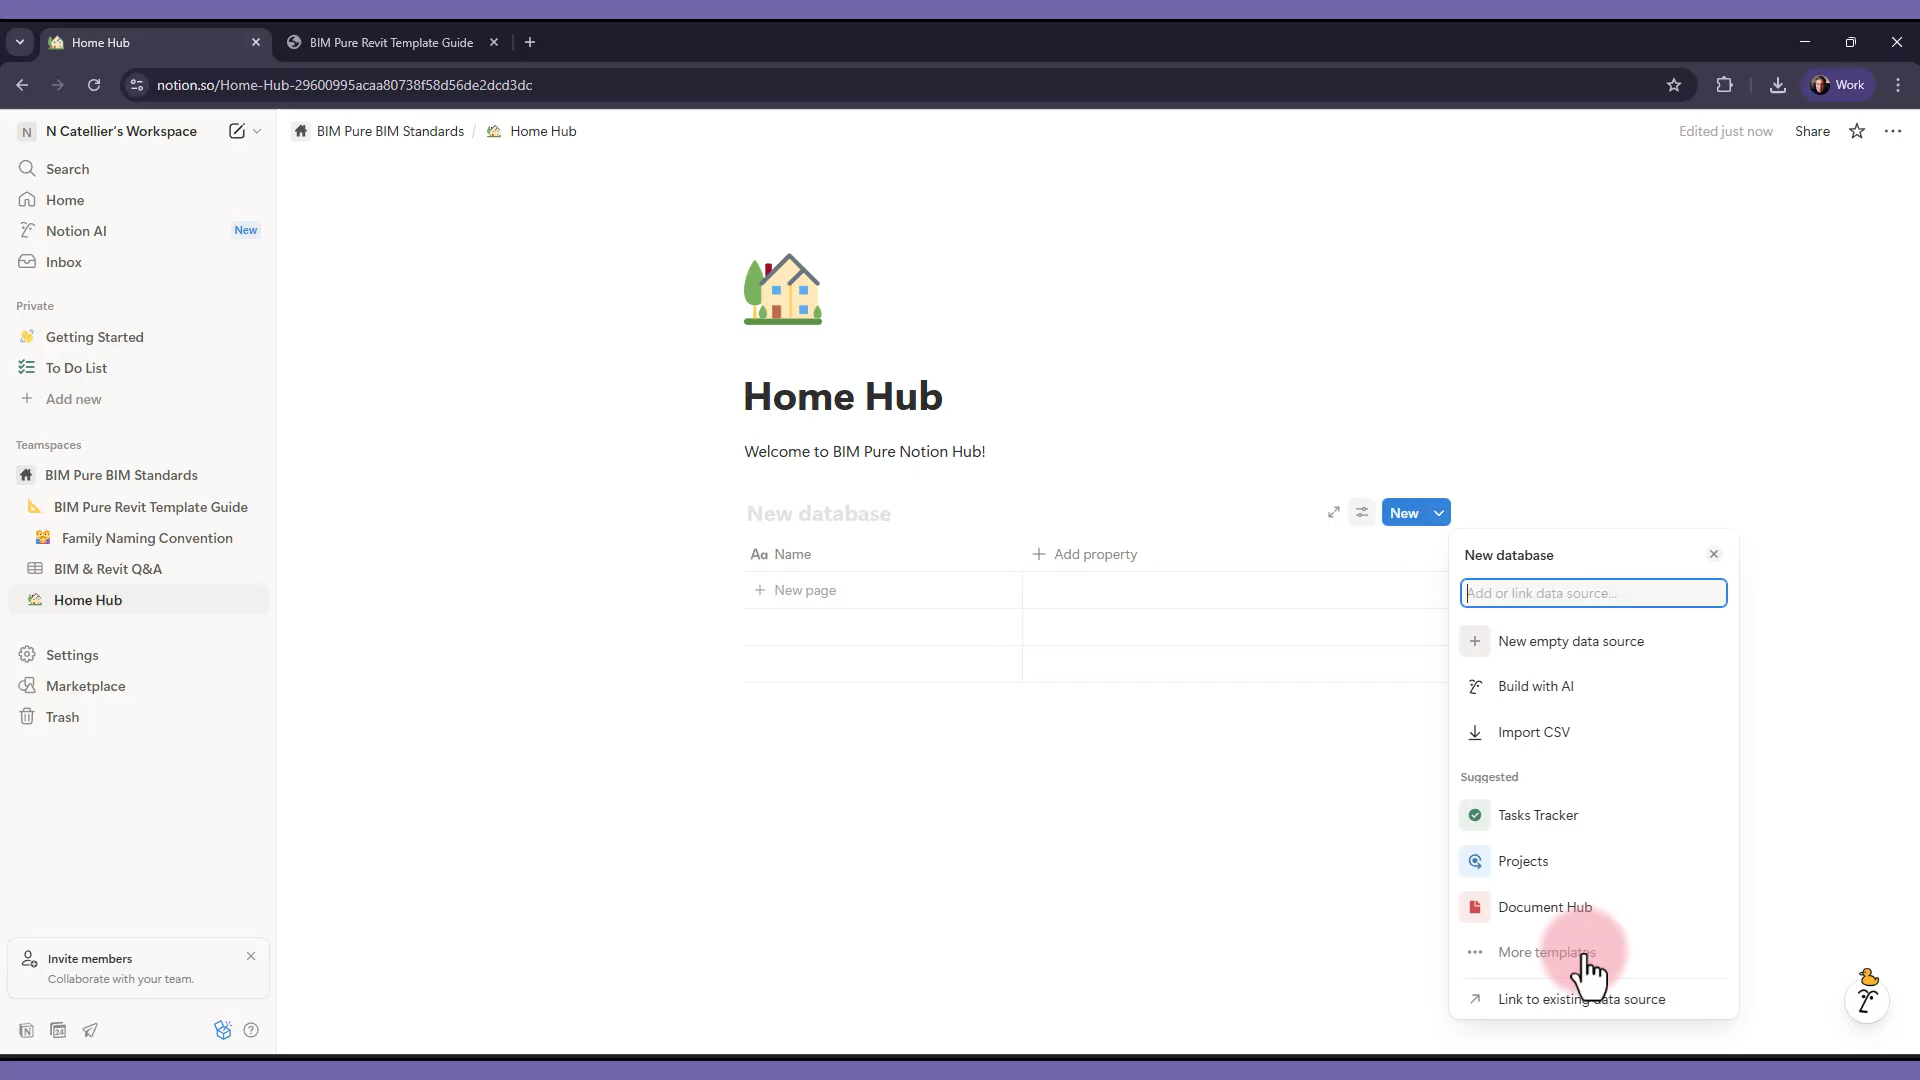 Home Hub
BIM Pure Revit Template Guide
notion.so/Home-Hub-29600995acaa80738f58d56de2dcd3dc
Work
N
N Catellier's Workspace
BIM Pure BIM Standards / Home Hub
Edited just now
Share
Search
Home
Notion AI
New
Inbox
Private
Getting Started
To Do List
Add new
Teamspaces
BIM Pure BIM Standards
BIM Pure Revit Template Guide
Family Naming Convention
BIM & Revit Q&A
Home Hub
Settings
Marketplace
Trash
Invite members
Collaborate with your team.
24
Home Hub
Welcome to BIM Pure Notion Hub!
New database
New
Aa Name
Add property
New page
New database
Add or link data source...
New empty data source
Build with AI
Import CSV
Suggested
Tasks Tracker
Projects
Document Hub
More templates
Link to existing data source